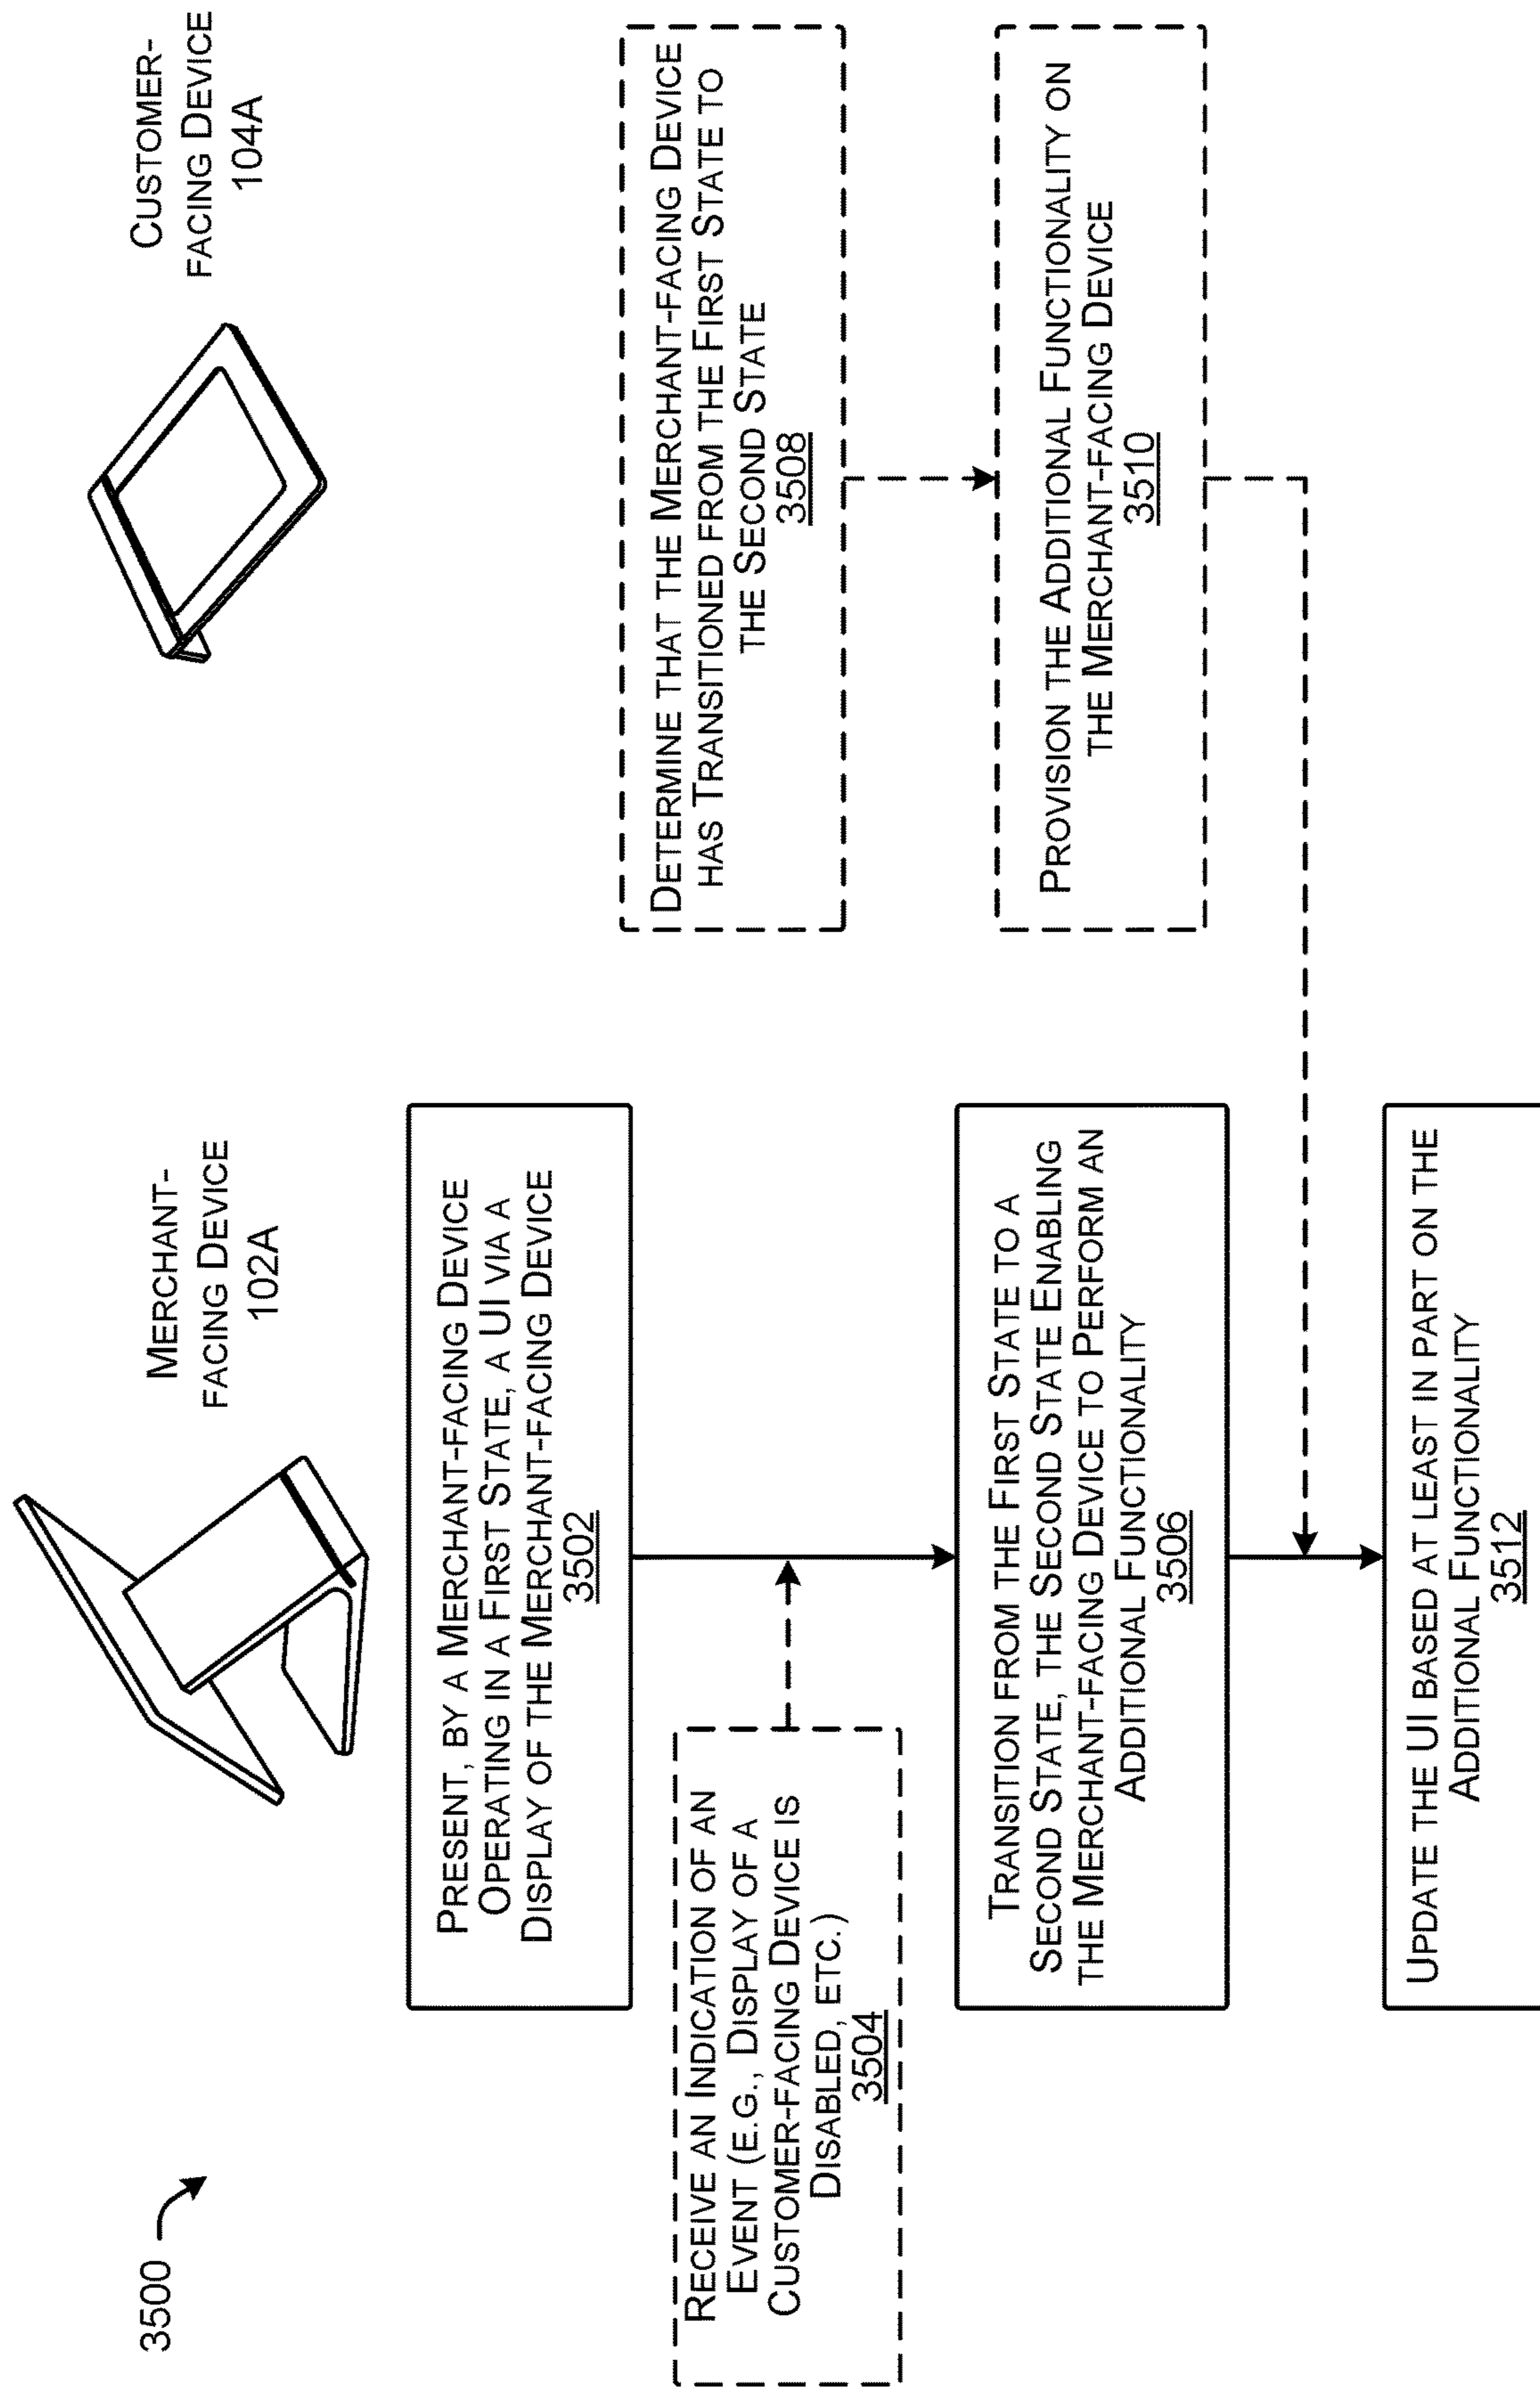 3500
MERCHANT-
FACING DEVICE
102A
CUSTOMER-
FACING DEVICE
104A
PRESENT, BY A MERCHANT-FACING DEVICE
OPERATING IN A FIRST STATE, A UI VIA A
DISPLAY OF THE MERCHANT-FACING DEVICE
3502
RECEIVE AN INDICATION OF AN
EVENT (E.G., DISPLAY OF A
CUSTOMER-FACING DEVICE IS
DISABLED, ETC.)
3504
TRANSITION FROM THE FIRST STATE TO A
SECOND STATE, THE SECOND STATE ENABLING
THE MERCHANT-FACING DEVICE TO PERFORM AN
ADDITIONAL FUNCTIONALITY
3506
DETERMINE THAT THE MERCHANT-FACING DEVICE
HAS TRANSITIONED FROM THE FIRST STATE TO
THE SECOND STATE
3508
PROVISION THE ADDITIONAL FUNCTIONALITY ON
THE MERCHANT-FACING DEVICE
3510
UPDATE THE UI BASED AT LEAST IN PART ON THE
ADDITIONAL FUNCTIONALITY
3512